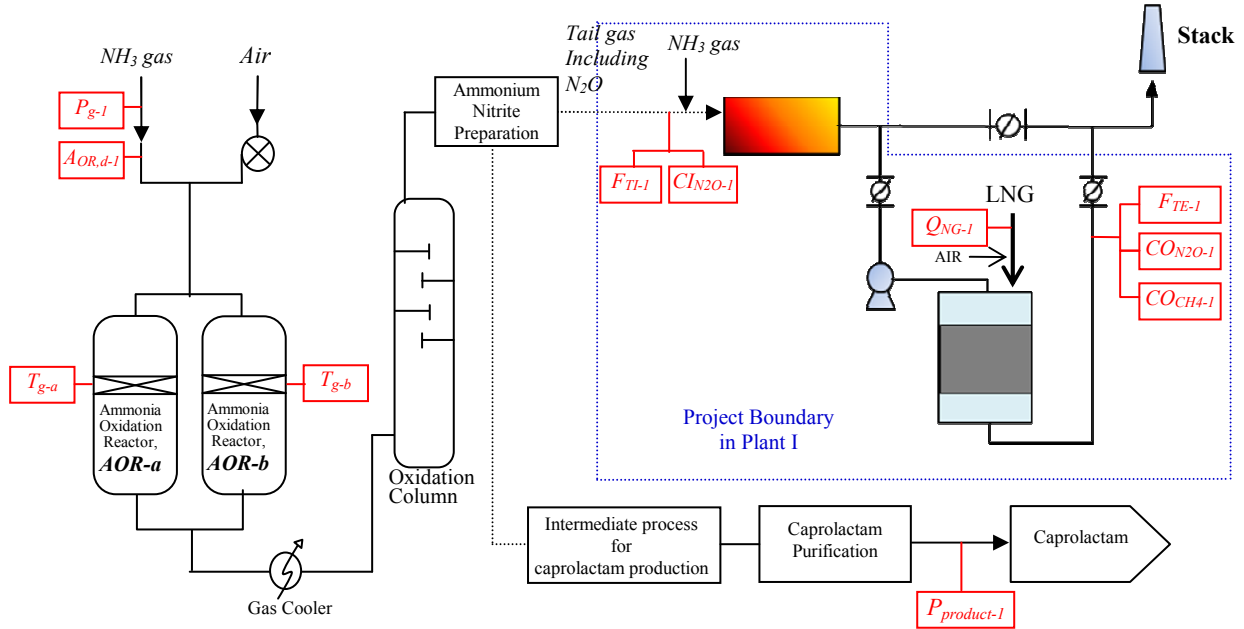 NH3 gas
Air
Pg-1
AOR,d-1
Tg-a
Ammonia
Oxidation
Reactor,
AOR-a
Ammonia
Oxidation
Reactor,
AOR-b
Tg-b
Gas Cooler
Oxidation
Column
Ammonium
Nitrite
Preparation
Tail gas
Including
N2O
NH3 gas
FTI-1
CIN2O-1
Stack
LNG
QNG-1
AIR
FTE-1
CON2O-1
COCH4-1
Project Boundary
in Plant I
Intermediate process
for
caprolactam production
Caprolactam
Purification
Caprolactam
Pproduct-1